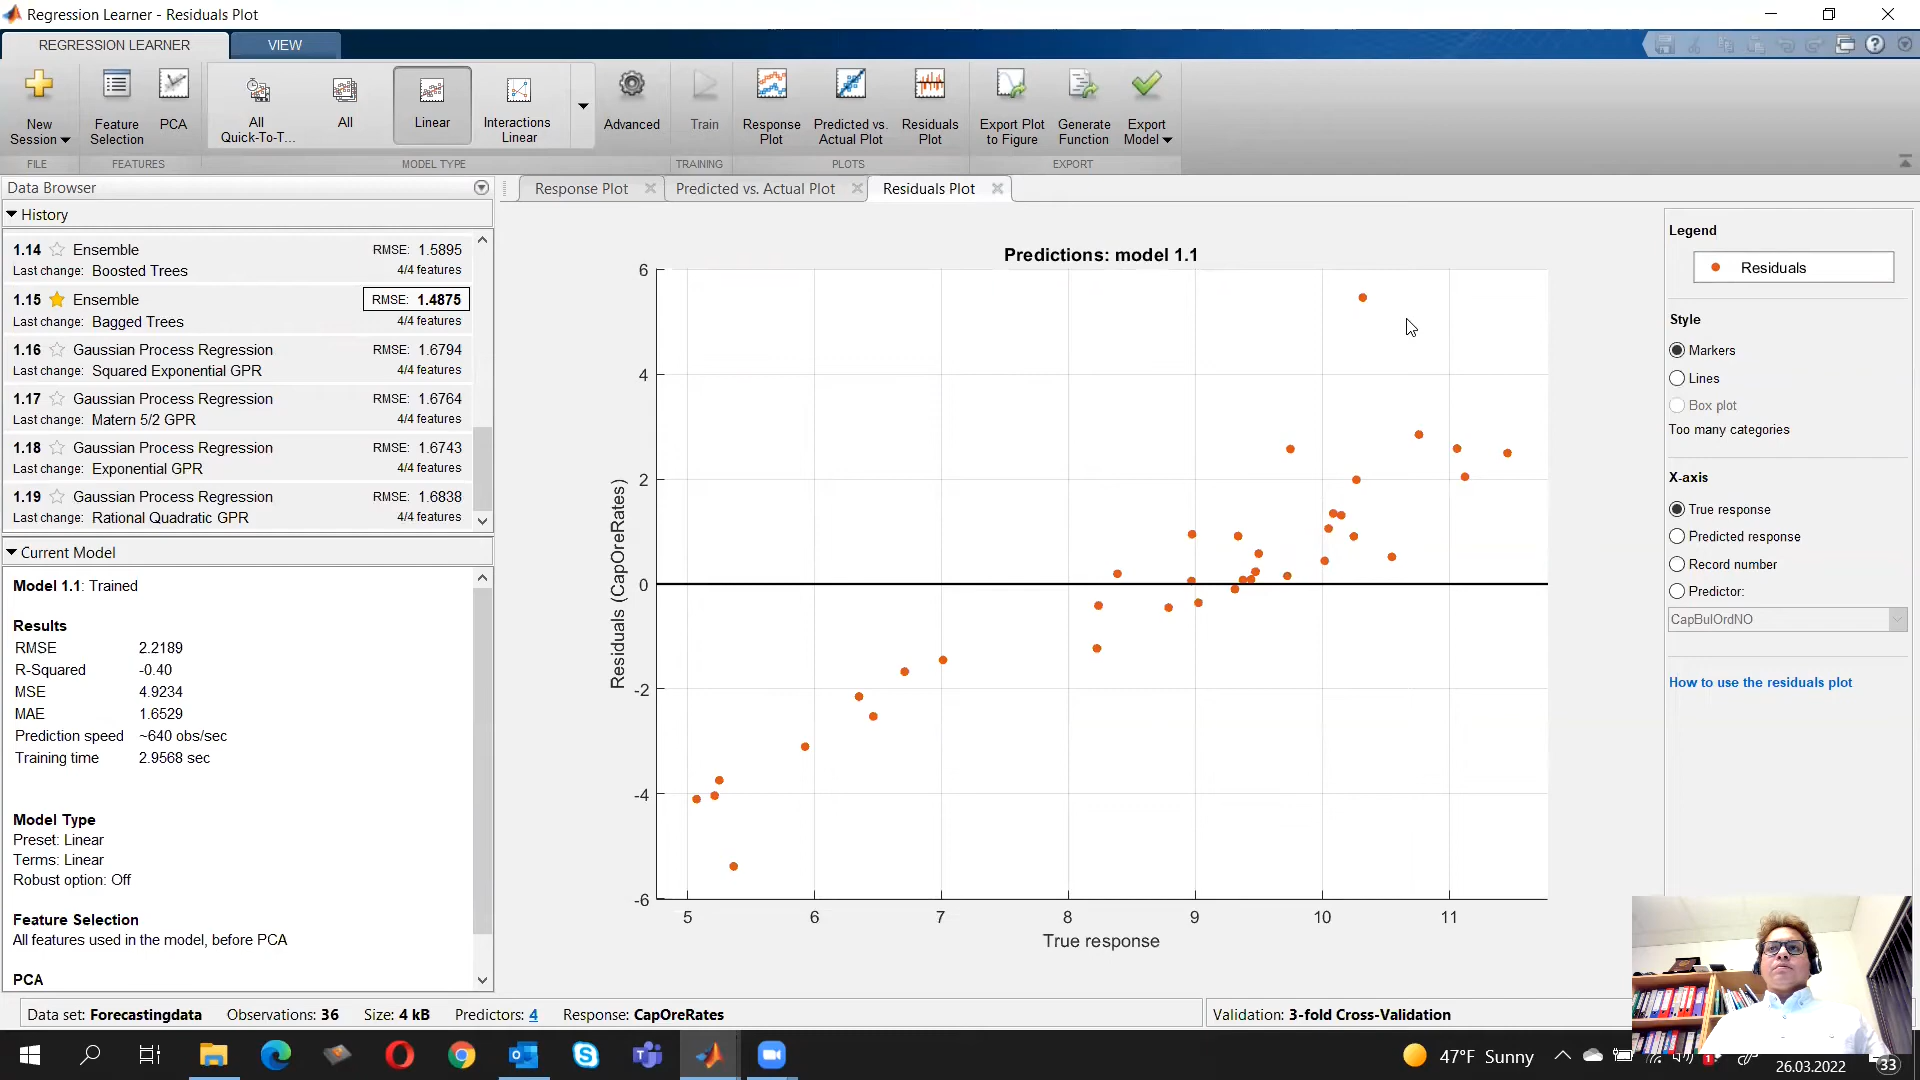 Regression Learner - Residuals Plot
REGRESSION LEARNER VIEW
New Session
Feature Selection
PCA
All Quick-To-T...
All
Linear
Interactions Linear
Advanced
Train
Response Plot
Predicted vs. Actual Plot
Residuals Plot
Export Plot to Figure
Generate Function
Export Model
FILE FEATURES MODEL TYPE TRAINING PLOTS EXPORT
Data Browser
Response Plot Predicted vs. Actual Plot Residuals Plot
History
1.14 Ensemble RMSE: 1.5895
Last change: Boosted Trees 4/4 features
1.15 Ensemble RMSE: 1.4875
Last change: Bagged Trees 4/4 features
1.16 Gaussian Process Regression RMSE: 1.6794
Last change: Squared Exponential GPR 4/4 features
1.17 Gaussian Process Regression RMSE: 1.6764
Last change: Matern 5/2 GPR 4/4 features
1.18 Gaussian Process Regression RMSE: 1.6743
Last change: Exponential GPR 4/4 features
1.19 Gaussian Process Regression RMSE: 1.6838
Last change: Rational Quadratic GPR 4/4 features
Current Model
Model 1.1: Trained
Results
RMSE 2.2189
R-Squared -0.40
MSE 4.9234
MAE 1.6529
Prediction speed ~640 obs/sec
Training time 2.9568 sec
Model Type
Preset: Linear
Terms: Linear
Robust option: Off
Feature Selection
All features used in the model, before PCA
PCA
Predictions: model 1.1
6
4
2
0
-2
-4
-6
Residuals (CapOreRates)
5 6 7 8 9 10 11
True response
Legend
Residuals
Style
Markers
Lines
Box plot
Too many categories
X-axis
True response
Predicted response
Record number
Predictor:
CapBulOrdNO
How to use the residuals plot
Data set: Forecastingdata Observations: 36 Size: 4 kB Predictors: 4 Response: CapOreRates Validation: 3-fold Cross-Validation
47°F Sunny
26.03.2022
33